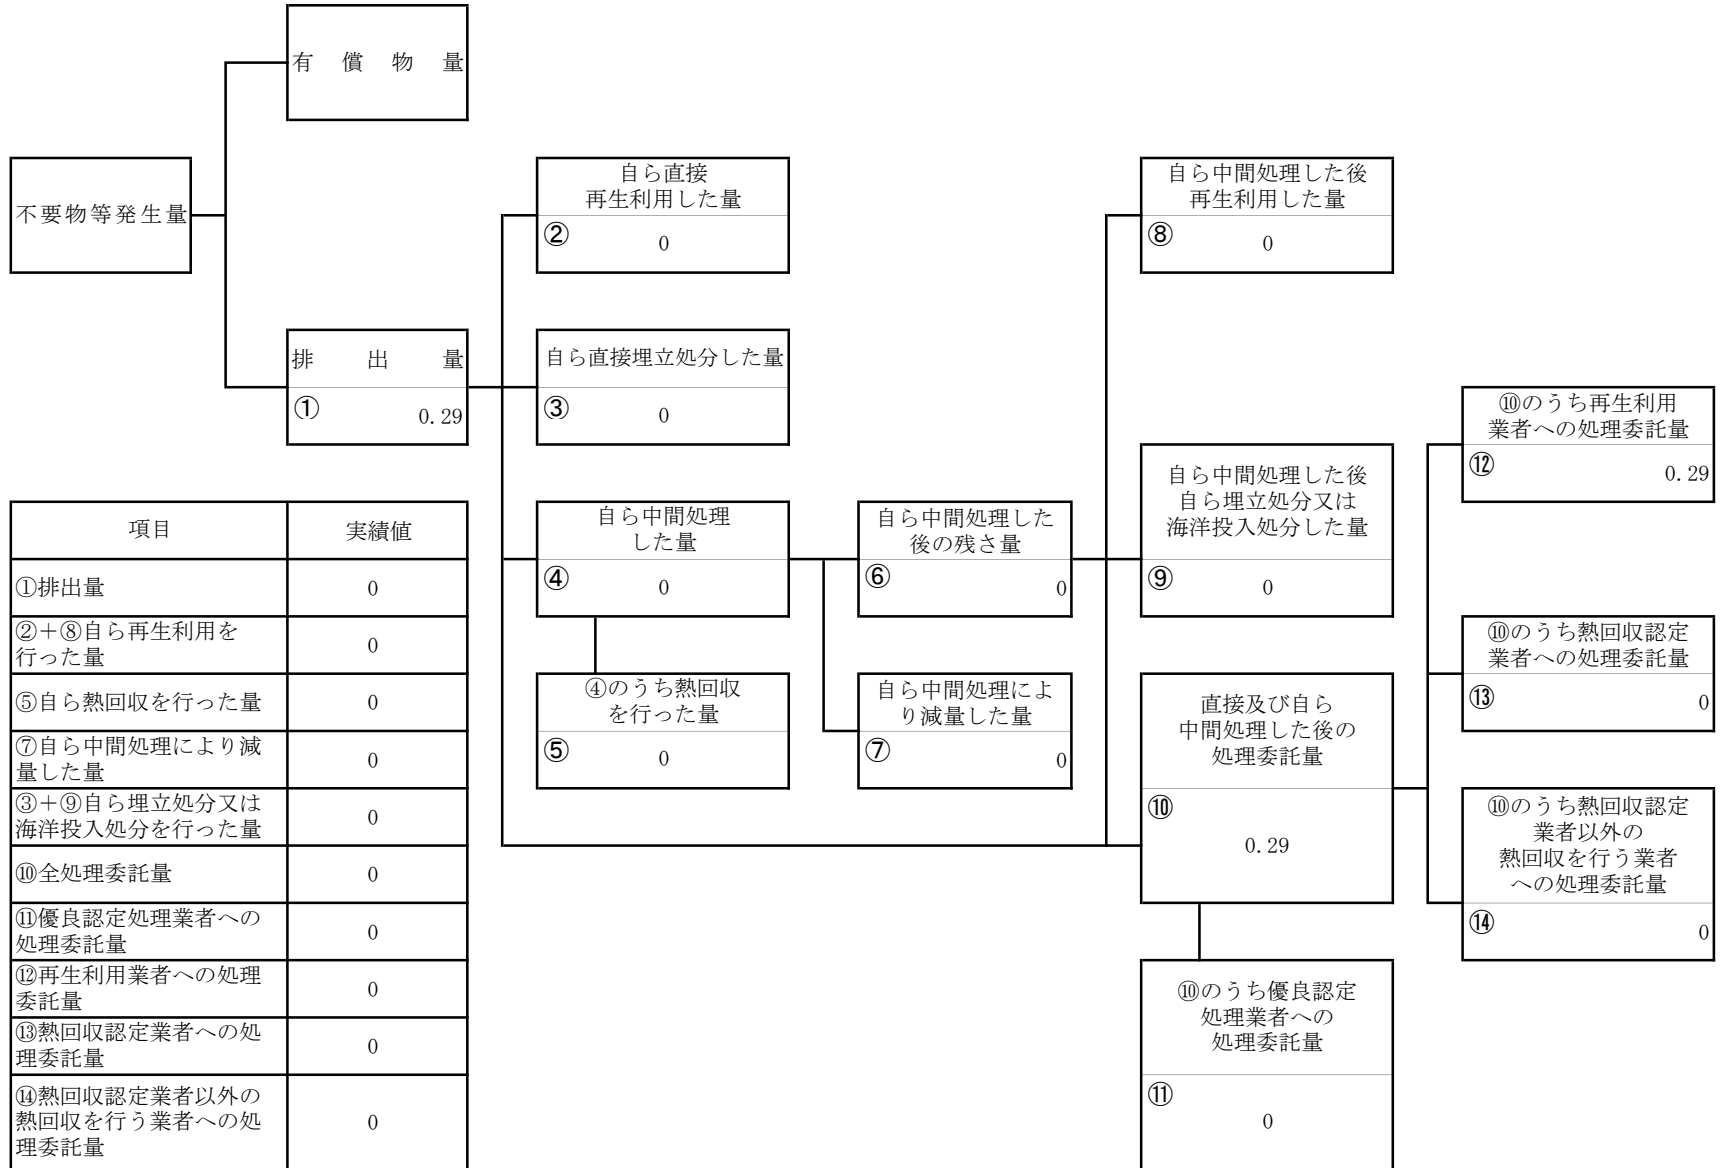 有償物量
不要物等発生量
排出量
① 0.29
自ら直接
再生利用した量
② 0
自ら直接埋立処分した量
③ 0
自ら中間処理
した量
④ 0
④のうち熱回収
を行った量
⑤ 0
自ら中間処理した
後の残さ量
⑥ 0
自ら中間処理によ
り減量した量
⑦ 0
自ら中間処理した後
再生利用した量
⑧ 0
自ら中間処理した後
自ら埋立処分又は
海洋投入処分した量
⑨ 0
直接及び自ら
中間処理した後の
処理委託量
⑩
0.29
⑩のうち優良認定
処理業者への
処理委託量
⑪
0
⑩のうち再生利用
業者への処理委託量
⑫ 0.29
⑩のうち熱回収認定
業者への処理委託量
⑬ 0
⑩のうち熱回収認定
業者以外の
熱回収を行う業者
への処理委託量
⑭ 0
項目 実績値
①排出量 0
②＋⑧自ら再生利用を
行った量 0
⑤自ら熱回収を行った量 0
⑦自ら中間処理により減
量した量 0
③＋⑨自ら埋立処分又は
海洋投入処分を行った量 0
⑩全処理委託量 0
⑪優良認定処理業者への
処理委託量 0
⑫再生利用業者への処理
委託量 0
⑬熱回収認定業者への処
理委託量 0
⑭熱回収認定業者以外の
熱回収を行う業者への処 0
理委託量